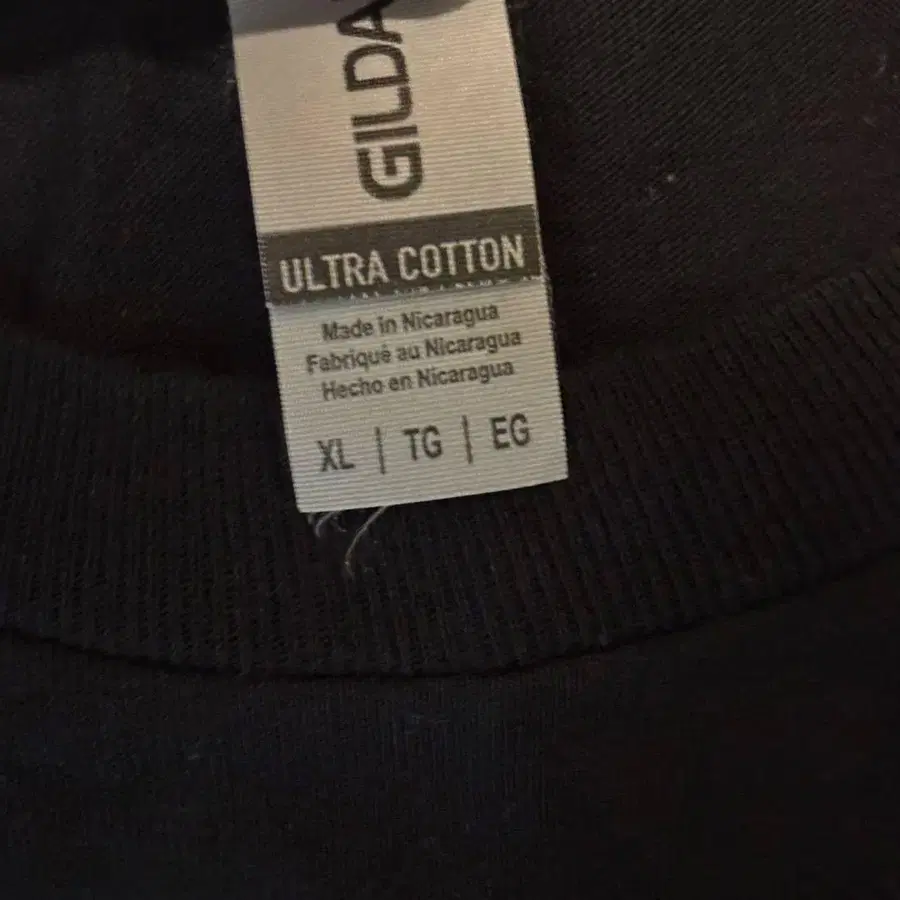 GILDA
ULTRA COTTON
Made in Nicaragua
Fabriqué au Nicaragua
Hecho en Nicaragua
XL | TG | EG